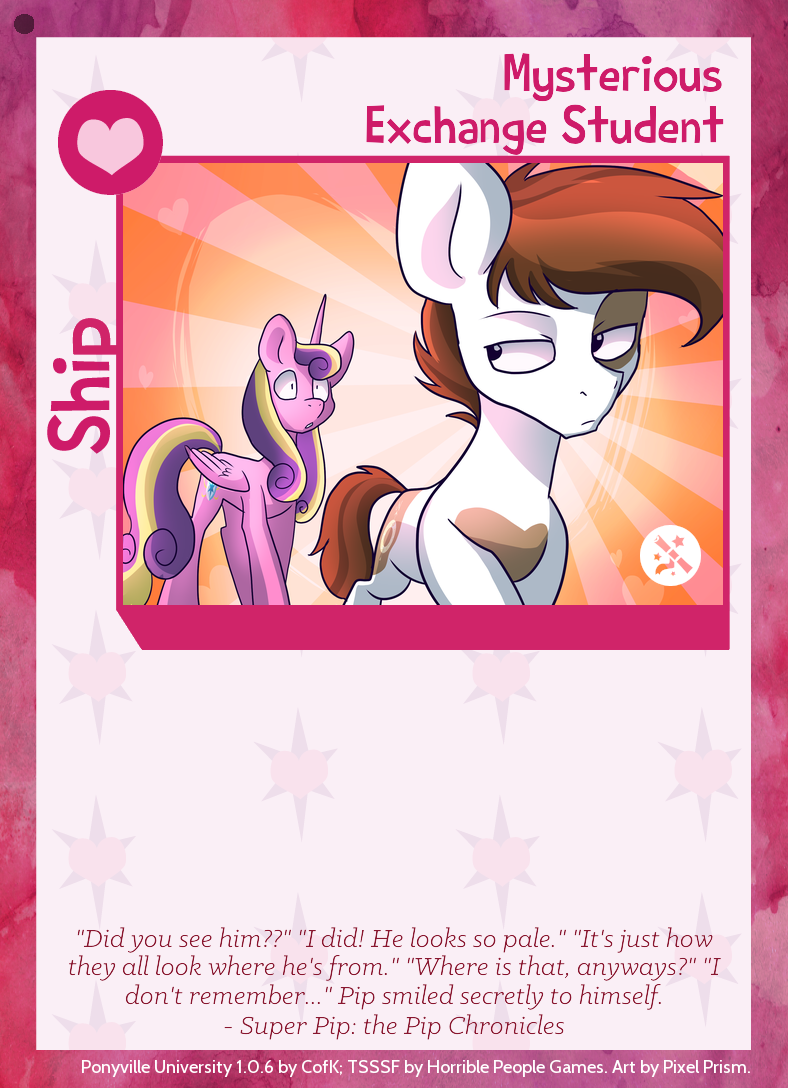 Mysterious
Exchange Student
Ship
"Did you see him??" "I did! He looks so pale." "It's just how
they all look where he's from." "Where is that, anyways?" "I
don't remember..." Pip smiled secretly to himself.
- Super Pip: the Pip Chronicles
Ponyville University 1.0.6 by CofK; TSSSF by Horrible People Games. Art by Pixel Prism.